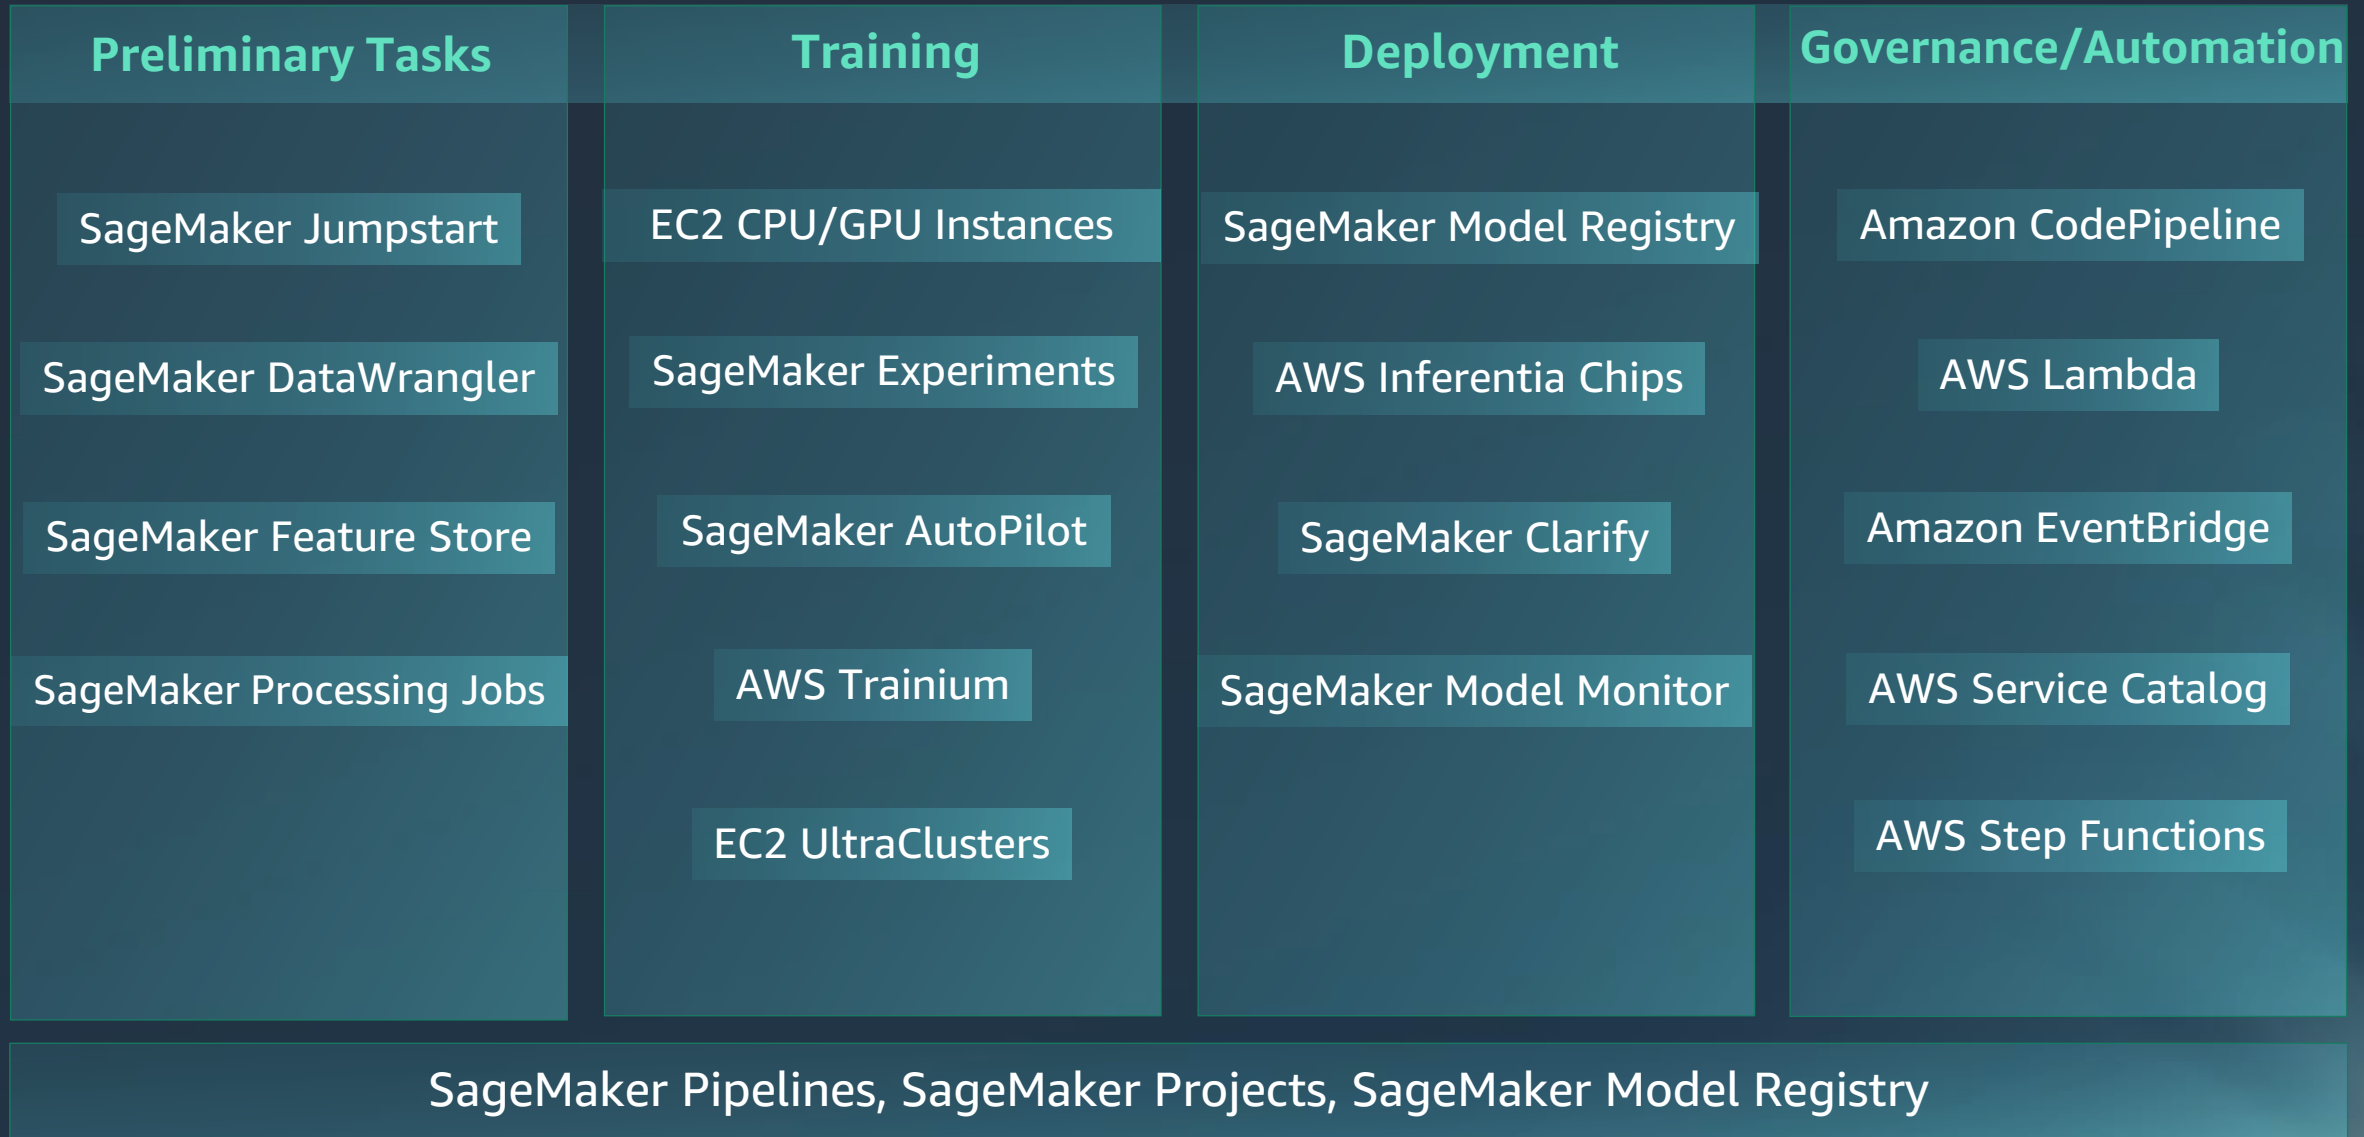 Preliminary Tasks
SageMaker Jumpstart
SageMaker DataWrangler
SageMaker Feature Store
SageMaker Processing Jobs
Training
EC2 CPU/GPU Instances
SageMaker Experiments
SageMaker AutoPilot
AWS Trainium
EC2 UltraClusters
Deployment
SageMaker Model Registry
AWS Inferentia Chips
SageMaker Clarify
SageMaker Model Monitor
Governance/Automation
Amazon CodePipeline
AWS Lambda
Amazon EventBridge
AWS Service Catalog
AWS Step Functions
SageMaker Pipelines, SageMaker Projects, SageMaker Model Registry